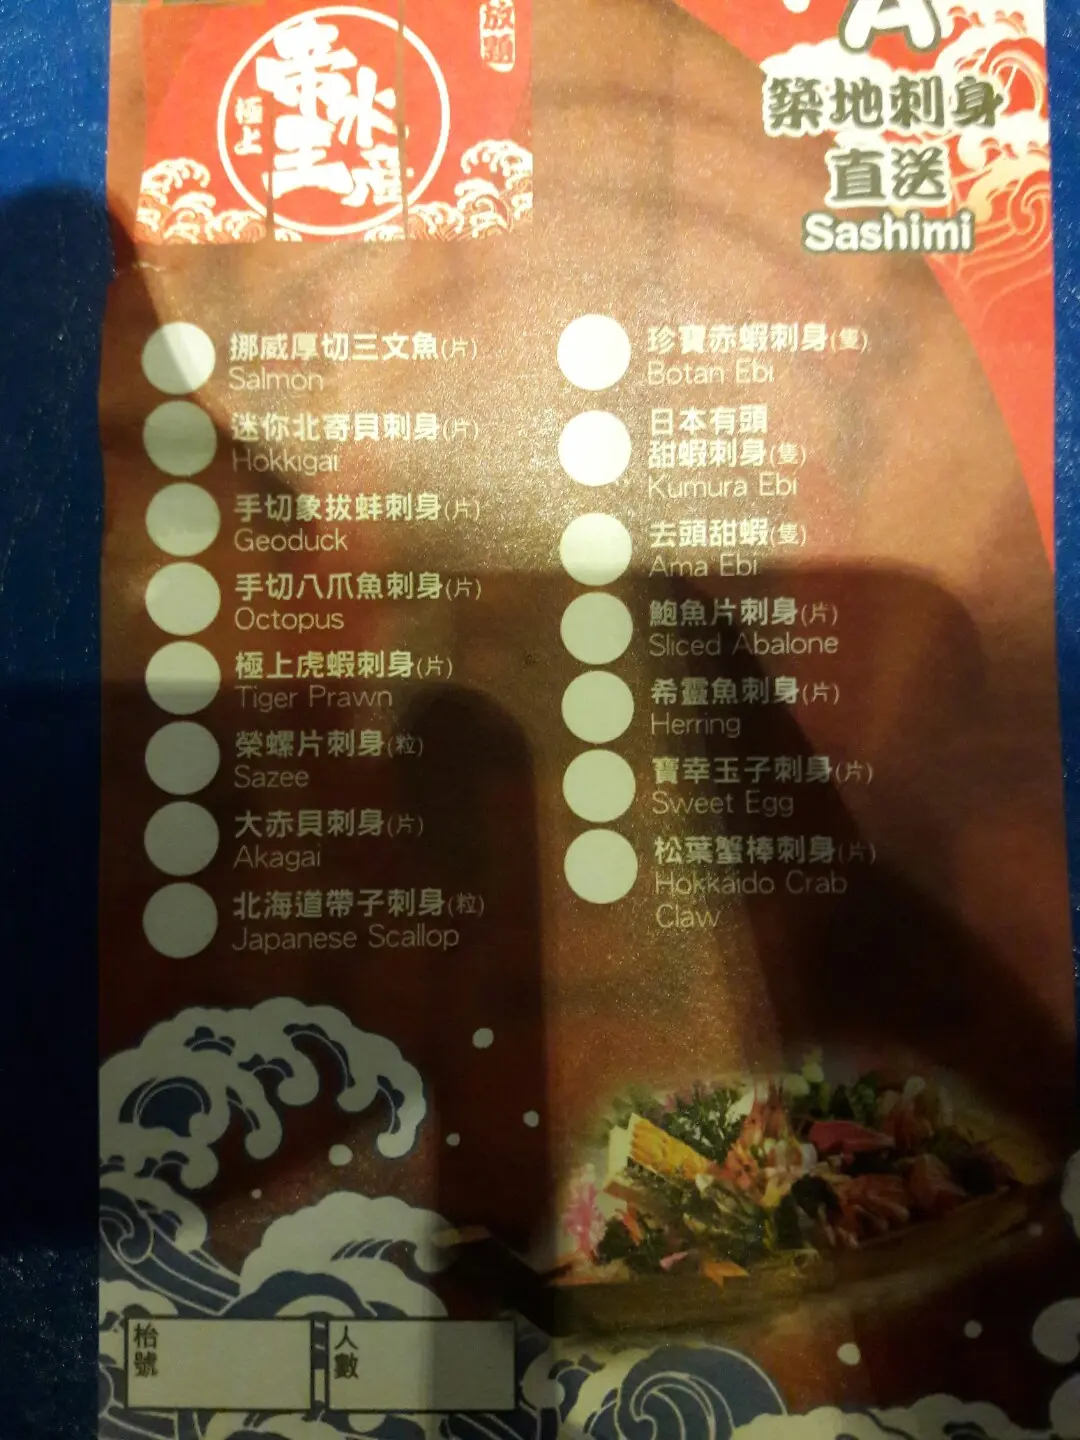 放題
極上
帝王水産
A
築地刺身
直送
Sashimi
挪威厚切三文魚(片)
Salmon
迷你北寄貝刺身(片)
Hokkigai
手切象拔蚌刺身(片)
Geoduck
手切八爪魚刺身(片)
Octopus
極上虎蝦刺身(片)
Tiger Prawn
榮螺片刺身(粒)
Sazee
大赤貝刺身(片)
Akagai
北海道帶子刺身(粒)
Japanese Scallop
珍寶赤蝦刺身(隻)
Botan Ebi
日本有頭
甜蝦刺身(隻)
Kumura Ebi
去頭甜蝦(隻)
Ama Ebi
鮑魚片刺身(片)
Sliced Abalone
希靈魚刺身(片)
Herring
寶幸玉子刺身(片)
Sweet Egg
松葉蟹棒刺身(片)
Hokkaido Crab
Claw
枱號
人數